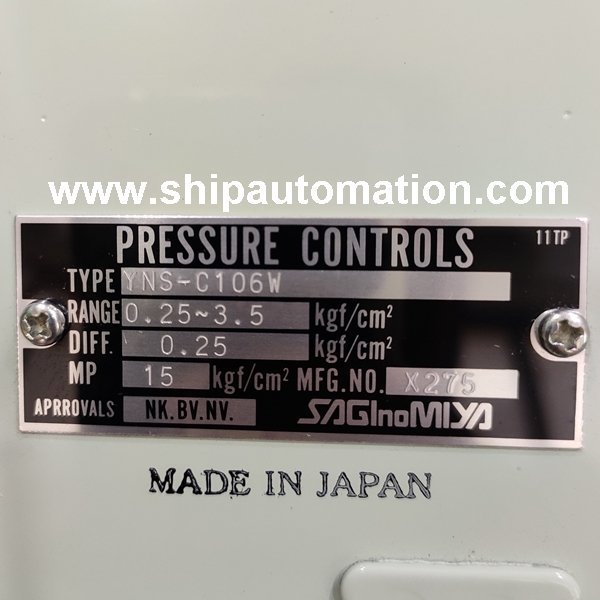 www.shipautomation.com
PRESSURE CONTROLS 11TP
TYPE YNS-C106W
RANGE 0.25~3.5 kgf/cm²
DIFF. 0.25 kgf/cm²
MP 15 kgf/cm² MFG.NO. X275
APRROVALS NK.BV.NV. SAGInoMIYA
MADE IN JAPAN